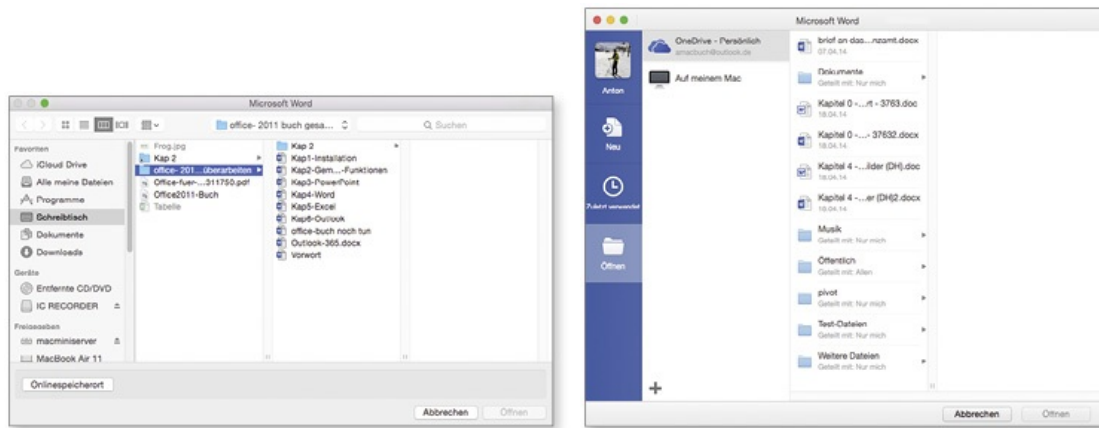 Microsoft Word
office- 2011 buch gesa...
Suchen
Favoriten
iCloud Drive
Alle meine Dateien
Programme
Schreibtisch
Dokumente
Downloads
Geräte
Entfernte CD/DVD
IC RECORDER
Freigegeben
macminiserver
MacBook Air 11
Frog.jpg
Kap 2
office- 201...überarbeiten
Office-fuer-...311750.pdf
Office2011-Buch
Tabelle
Kap 2
Kap1-Installation
Kap2-Gem...-Funktionen
Kap3-PowerPoint
Kap4-Word
Kap5-Excel
Kap6-Outlook
office-buch noch tun
Outlook-365.docx
Vorwort
Onlinespeicherort
Abbrechen
Öffnen
Microsoft Word
Anton
Neu
Zuletzt verwendet
Öffnen
OneDrive - Persönlich
amacbuch@outlook.de
Auf meinem Mac
brief an das...nzamt.docx
07.04.14
Dokumente
Geteilt mit: Nur mich
Kapitel 0 -...rt - 3763.doc
18.04.14
Kapitel 0 -...- 37632.docx
18.04.14
Kapitel 4 -...ilder (DH).docx
18.04.14
Kapitel 4 -...er (DH)2.docx
18.04.14
Musik
Geteilt mit: Nur mich
Öffentlich
Geteilt mit: Allen
pivot
Geteilt mit: Nur mich
Test-Dateien
Geteilt mit: Nur mich
Weitere Dateien
Geteilt mit: Nur mich
Abbrechen
Öffnen